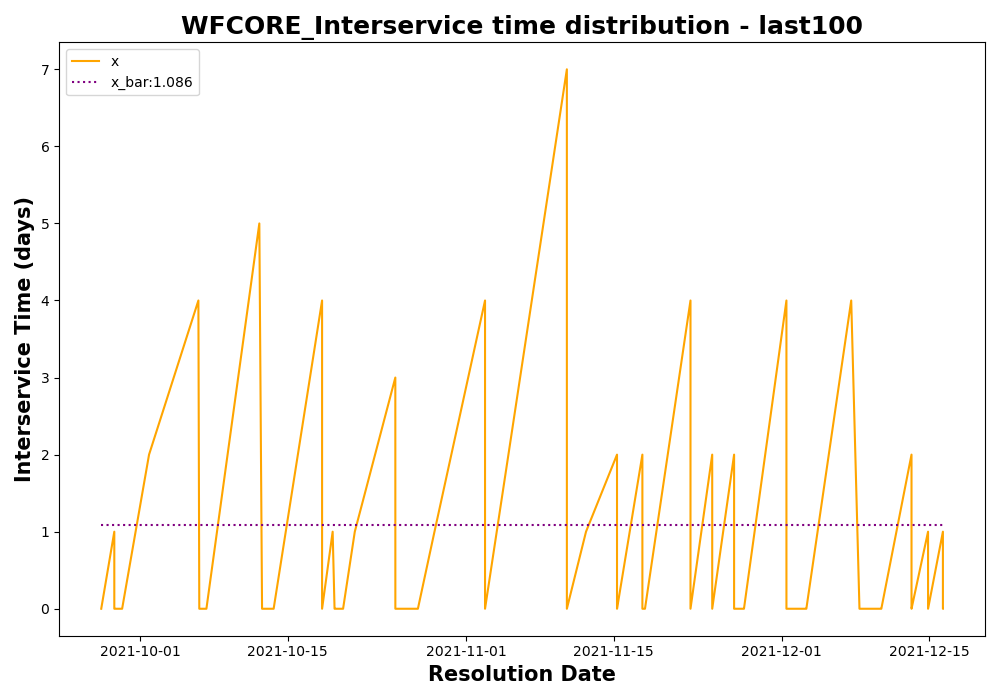 WFCORE_Interservice time distribution - last100
x
x_bar:1.086
Interservice Time (days)
7
6
5
4
3
2
1
0
2021-10-01
2021-10-15
2021-11-01
2021-11-15
2021-12-01
2021-12-15
Resolution Date